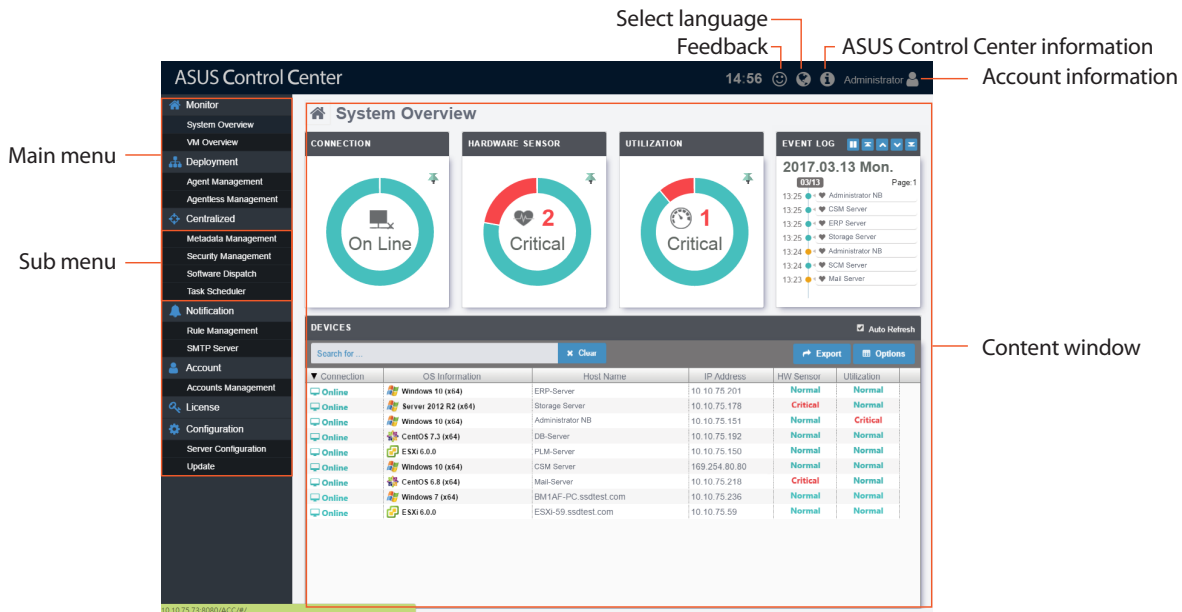 Select language
Feedback
ASUS Control Center information
Account information
Main menu
Sub menu
Content window
ASUS Control Center
14:56
Administrator
Monitor
System Overview
VM Overview
Deployment
Agent Management
Agentless Management
Centralized
Metadata Management
Security Management
Software Dispatch
Task Scheduler
Notification
Rule Management
SMTP Server
Account
Accounts Management
License
Configuration
Server Configuration
Update
System Overview
CONNECTION
On Line
HARDWARE SENSOR
2
Critical
UTILIZATION
1
Critical
EVENT LOG
2017.03.13 Mon.
03/13 Page:1
13:25 Administrator NB
13:25 CSM Server
13:25 ERP Server
13:25 Storage Server
13:24 Administrator NB
13:24 SCM Server
13:23 Mail Server
DEVICES
Auto Refresh
Search for ...
Clear
Export
Options
Connection OS Information Host Name IP Address HW Sensor Utilization
Online Windows 10 (x64) ERP-Server 10.10.75.201 Normal Normal
Online Server 2012 R2 (x64) Storage Server 10.10.75.178 Critical Normal
Online Windows 10 (x64) Administrator NB 10.10.75.151 Normal Critical
Online CentOS 7.3 (x64) DB-Server 10.10.75.192 Normal Normal
Online ESXi 6.0.0 PLM-Server 10.10.75.150 Normal Normal
Online Windows 10 (x64) CSM Server 169.254.80.80 Normal Normal
Online CentOS 6.8 (x64) Mail-Server 10.10.75.218 Critical Normal
Online Windows 7 (x64) BM1AF-PC.ssdtest.com 10.10.75.236 Normal Normal
Online ESXi 6.0.0 ESXi-59.ssdtest.com 10.10.75.59 Normal Normal
10.10.75.73:8080/ACC/#/